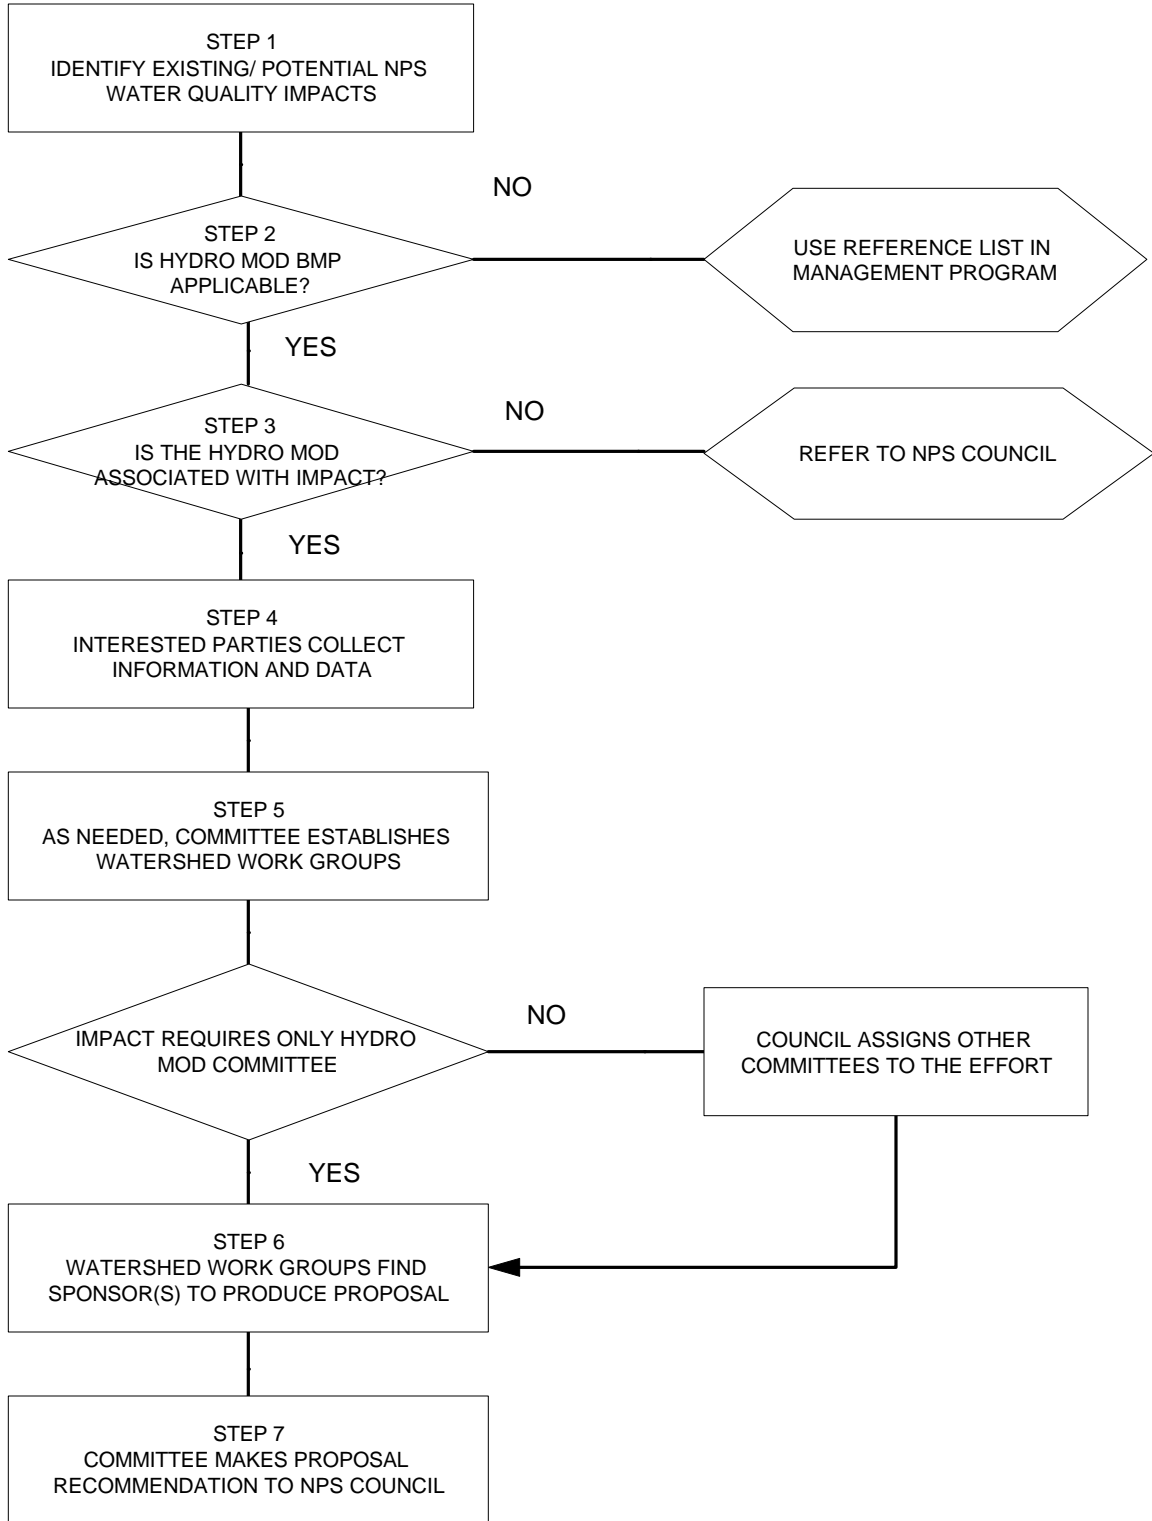 STEP 1
IDENTIFY EXISTING/ POTENTIAL NPS
WATER QUALITY IMPACTS
NO
STEP 2
IS HYDRO MOD BMP
APPLICABLE?
USE REFERENCE LIST IN
MANAGEMENT PROGRAM
YES
NO
STEP 3
IS THE HYDRO MOD
ASSOCIATED WITH IMPACT?
REFER TO NPS COUNCIL
YES
STEP 4
INTERESTED PARTIES COLLECT
INFORMATION AND DATA
STEP 5
AS NEEDED, COMMITTEE ESTABLISHES
WATERSHED WORK GROUPS
NO
IMPACT REQUIRES ONLY HYDRO
MOD COMMITTEE
COUNCIL ASSIGNS OTHER
COMMITTEES TO THE EFFORT
YES
STEP 6
WATERSHED WORK GROUPS FIND
SPONSOR(S) TO PRODUCE PROPOSAL
STEP 7
COMMITTEE MAKES PROPOSAL
RECOMMENDATION TO NPS COUNCIL